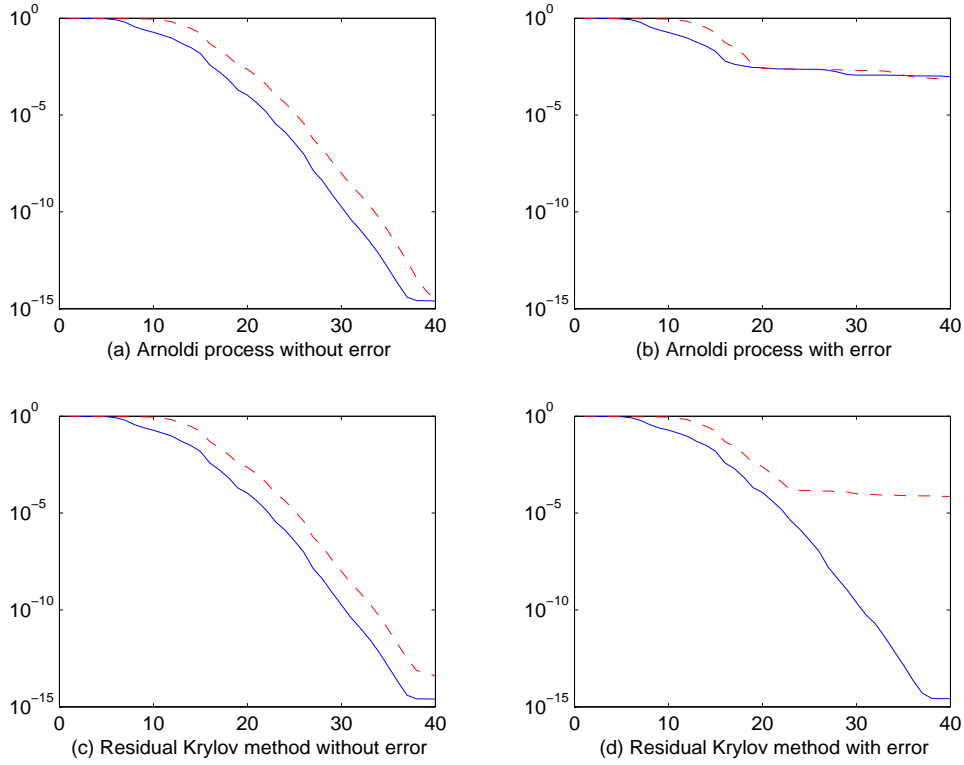 10^0
10^-5
10^-10
10^-15
0 10 20 30 40
(a) Arnoldi process without error
10^0
10^-5
10^-10
10^-15
0 10 20 30 40
(b) Arnoldi process with error
10^0
10^-5
10^-10
10^-15
0 10 20 30 40
(c) Residual Krylov method without error
10^0
10^-5
10^-10
10^-15
0 10 20 30 40
(d) Residual Krylov method with error